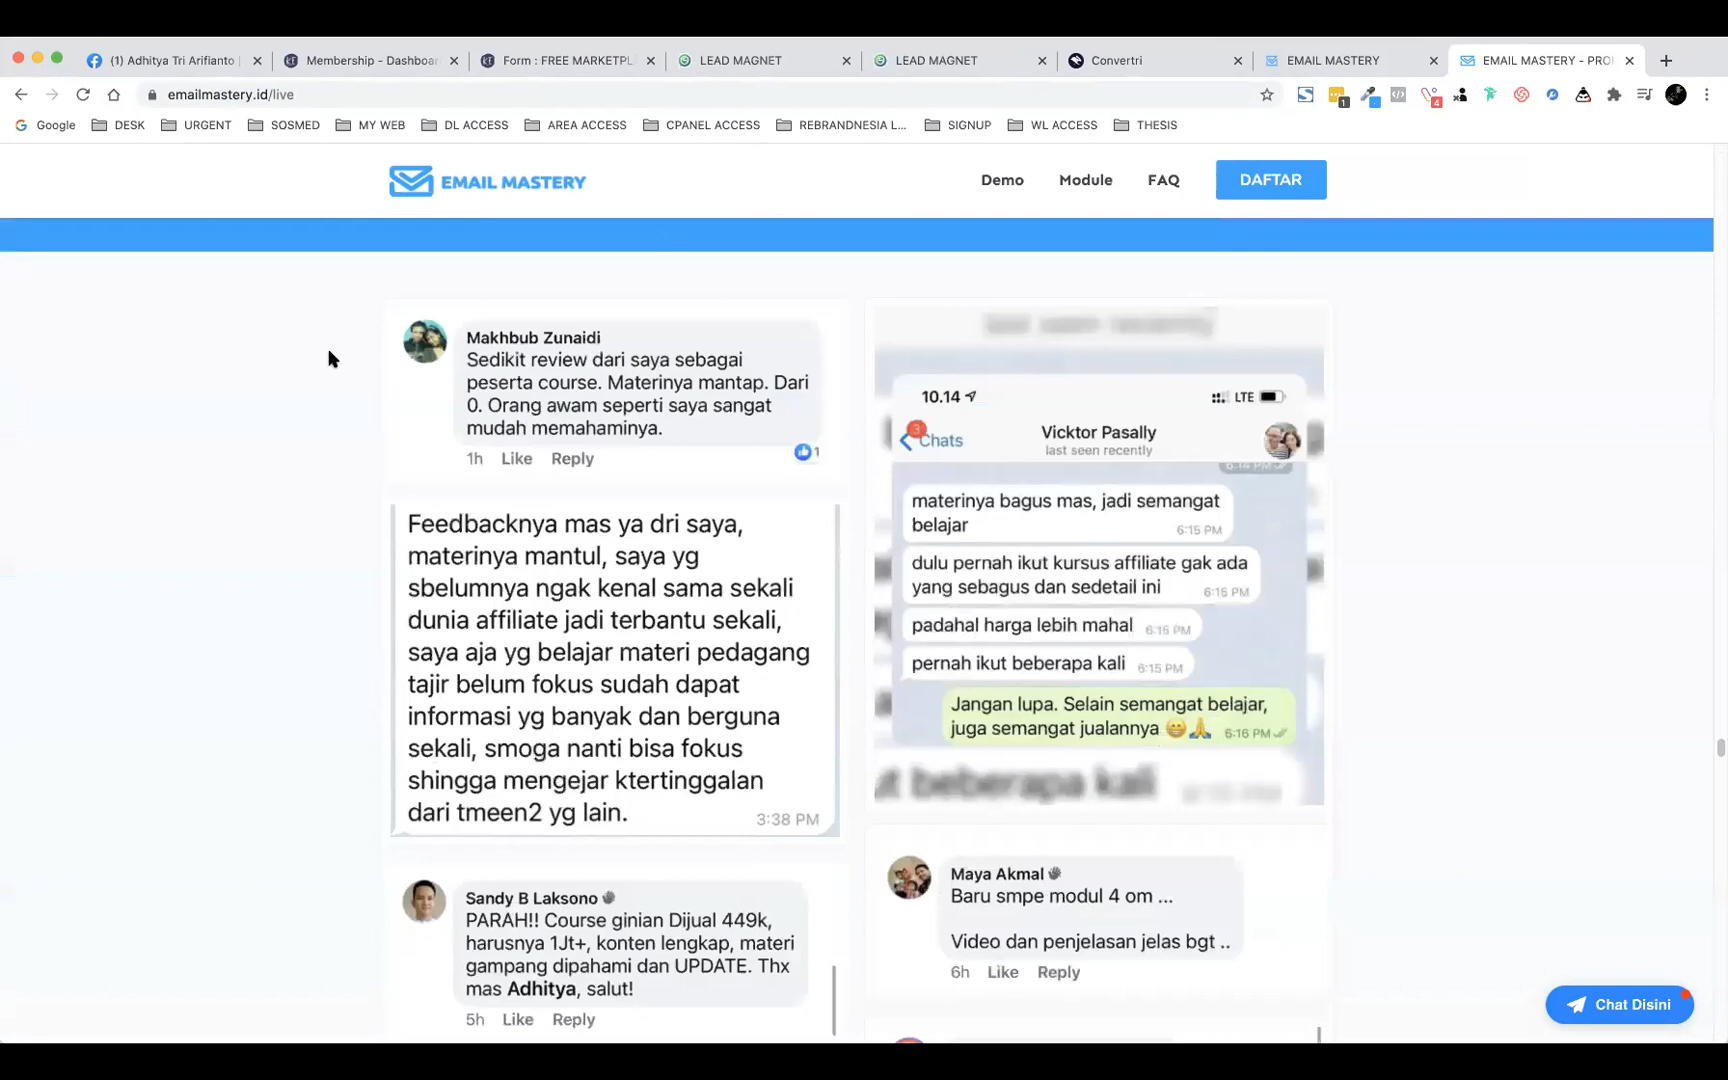 (1) Adhitya Tri Arifianto
Membership - Dashboar
Form : FREE MARKETPL
LEAD MAGNET
LEAD MAGNET
Convertri
EMAIL MASTERY
EMAIL MASTERY - PRO
emailmastery.id/live
1
4
Google
DESK
URGENT
SOSMED
MY WEB
DL ACCESS
AREA ACCESS
CPANEL ACCESS
REBRANDNESIA L...
SIGNUP
WL ACCESS
THESIS
EMAIL MASTERY
Demo
Module
FAQ
DAFTAR
Makhbub Zunaidi
Sedikit review dari saya sebagai
peserta course. Materinya mantap. Dari
0. Orang awam seperti saya sangat
mudah memahaminya.
1h Like Reply
1
Feedbacknya mas ya dri saya,
materinya mantul, saya yg
sbelumnya ngak kenal sama sekali
dunia affiliate jadi terbantu sekali,
saya aja yg belajar materi pedagang
tajir belum fokus sudah dapat
informasi yg banyak dan berguna
sekali, smoga nanti bisa fokus
shingga mengejar ktertinggalan
dari tmeen2 yg lain.
3:38 PM
Sandy B Laksono
PARAH!! Course ginian Dijual 449k,
harusnya 1Jt+, konten lengkap, materi
gampang dipahami dan UPDATE. Thx
mas Adhitya, salut!
5h Like Reply
last seen recently
10.14
LTE
3
Chats
Vicktor Pasally
last seen recently
6:14 PM
materinya bagus mas, jadi semangat
belajar
6:15 PM
dulu pernah ikut kursus affiliate gak ada
yang sebagus dan sedetail ini
6:15 PM
padahal harga lebih mahal
6:15 PM
pernah ikut beberapa kali
6:15 PM
Jangan lupa. Selain semangat belajar,
juga semangat jualannya 😁🙏
6:16 PM
ut beberapa kali
Maya Akmal
Baru smpe modul 4 om ...
Video dan penjelasan jelas bgt ..
6h Like Reply
Chat Disini